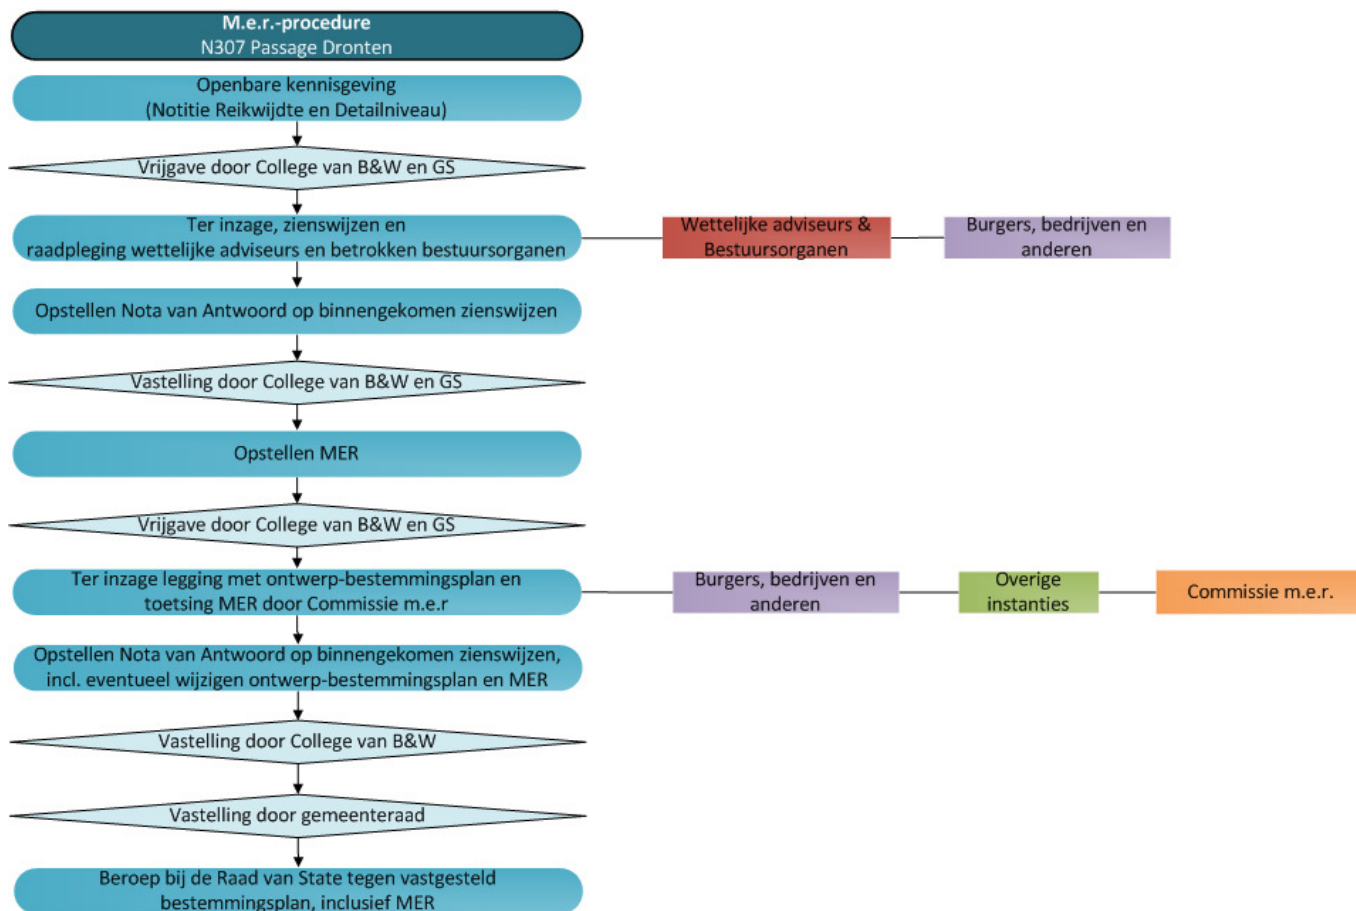 M.e.r.-procedure
N307 Passage Dronten
Openbare kennisgeving
(Notitie Reikwijdte en Detailniveau)
Vrijgave door College van B&W en GS
Ter inzage, zienswijzen en
raadpleging wettelijke adviseurs en betrokken bestuursorganen
Wettelijke adviseurs &
Bestuursorganen
Burgers, bedrijven en
anderen
Opstellen Nota van Antwoord op binnengekomen zienswijzen
Vastelling door College van B&W en GS
Opstellen MER
Vrijgave door College van B&W en GS
Ter inzage legging met ontwerp-bestemmingsplan en
toetsing MER door Commissie m.e.r
Burgers, bedrijven en
anderen
Overige
instanties
Commissie m.e.r.
Opstellen Nota van Antwoord op binnengekomen zienswijzen,
incl. eventueel wijzigen ontwerp-bestemmingsplan en MER
Vastelling door College van B&W
Vastelling door gemeenteraad
Beroep bij de Raad van State tegen vastgesteld
bestemmingsplan, inclusief MER